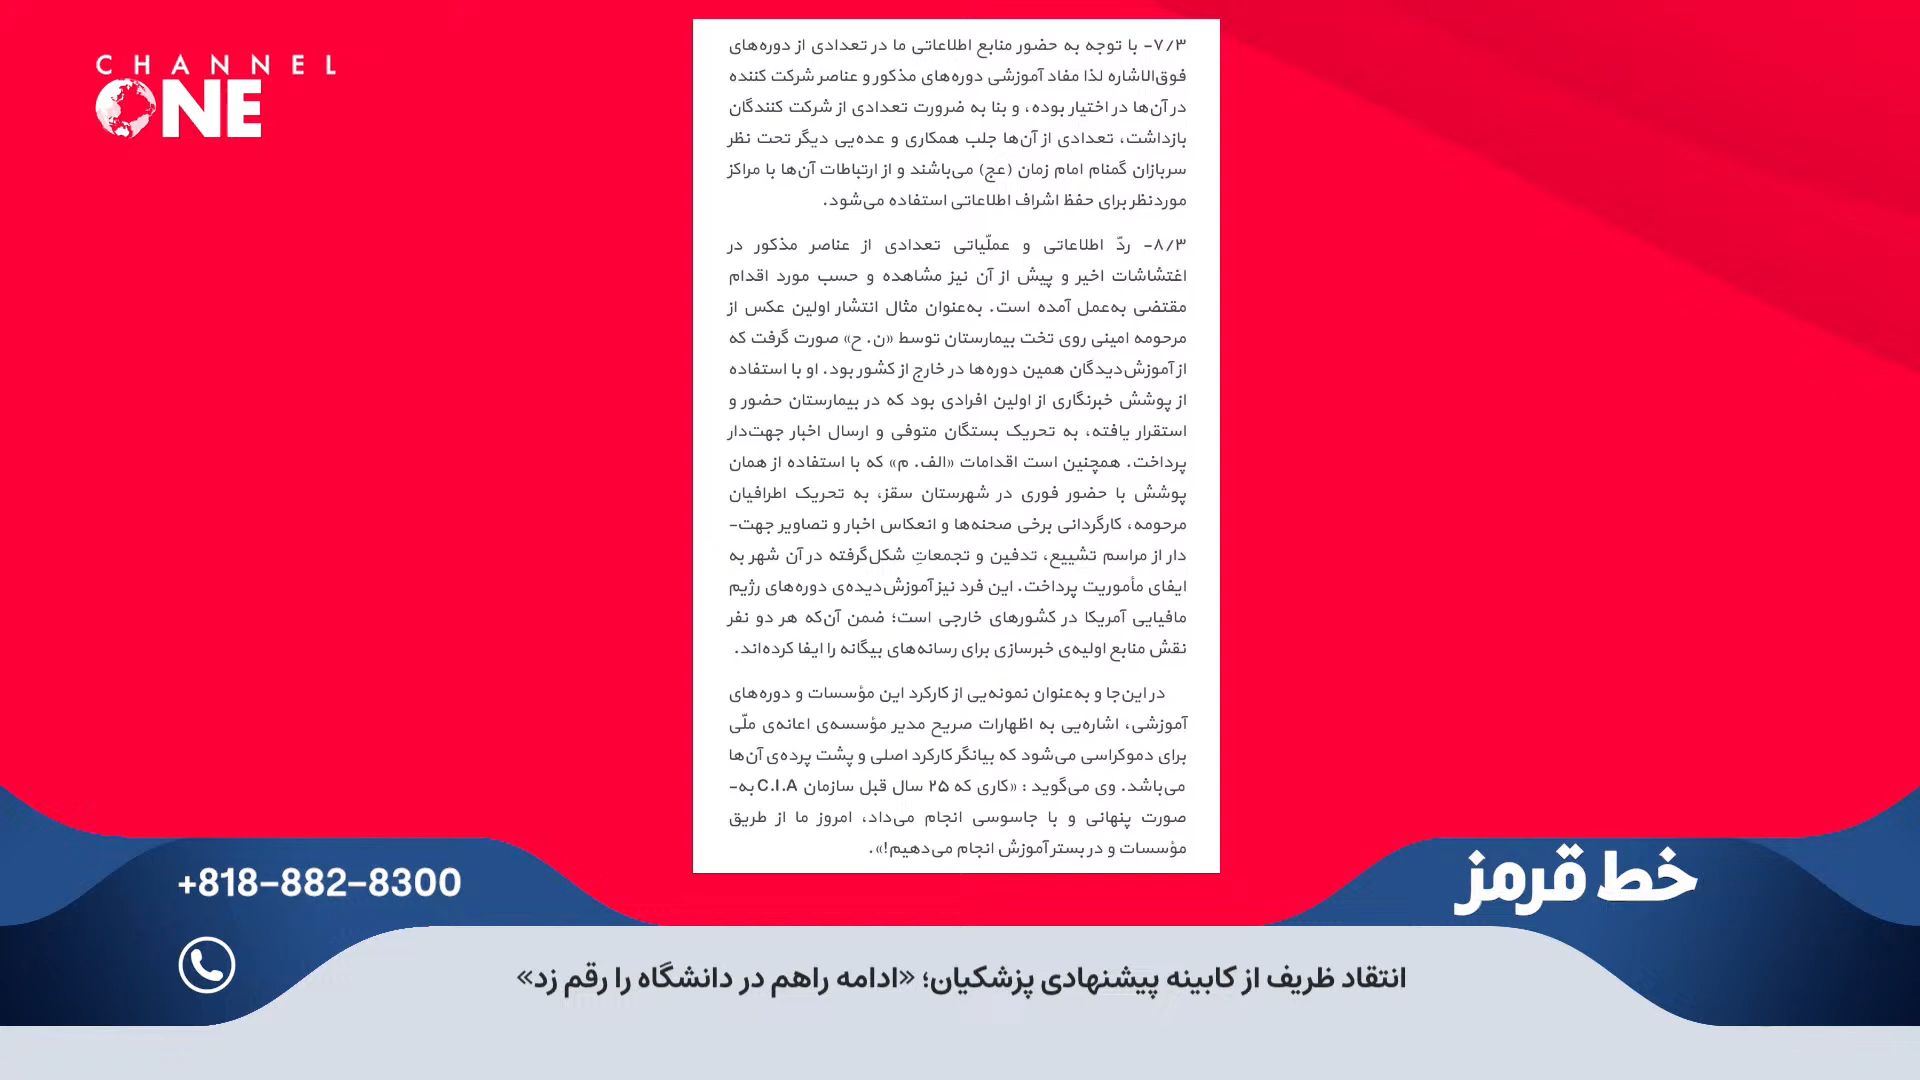 CHANNEL
ONE
۷/۳- با توجه به حضور منابع اطلاعاتی ما در تعدادی از دوره‌های
فوق‌الاشاره لذا مفاد آموزشی دوره‌های مذکور و عناصر شرکت کننده
در آن‌ها در اختیار بوده، و بنا به ضرورت تعدادی از شرکت کنندگان
بازداشت، تعدادی از آن‌ها جلب همکاری و عده‌یی دیگر تحت نظر
سربازان گمنام امام زمان (عج) می‌باشند و از ارتباطات آن‌ها با مراکز
موردنظر برای حفظ اشراف اطلاعاتی استفاده می‌شود.
۸/۳- ردّ اطلاعاتی و عملّیاتی تعدادی از عناصر مذکور در
اغتشاشات اخیر و پیش از آن نیز مشاهده و حسب مورد اقدام
مقتضی به‌عمل آمده است. به‌عنوان مثال انتشار اولین عکس از
مرحومه امینی روی تخت بیمارستان توسط «ن. ح» صورت گرفت که
از آموزش‌دیدگان همین دوره‌ها در خارج از کشور بود. او با استفاده
از پوشش خبرنگاری از اولین افرادی بود که در بیمارستان حضور و
استقرار یافته، به تحریک بستگان متوفی و ارسال اخبار جهت‌دار
پرداخت. همچنین است اقدامات «الف. م» که با استفاده از همان
پوشش با حضور فوری در شهرستان سقز، به تحریک اطرافیان
مرحومه، کارگردانی برخی صحنه‌ها و انعکاس اخبار و تصاویر جهت-
دار از مراسم تشییع، تدفین و تجمعاتِ شکل‌گرفته در آن شهر به
ایفای مأموریت پرداخت. این فرد نیز آموزش‌دیده‌ی دوره‌های رژیم
مافیایی آمریکا در کشورهای خارجی است؛ ضمن آن‌که هر دو نفر
نقش منابع اولیه‌ی خبرسازی برای رسانه‌های بیگانه را ایفا کرده‌اند.
در این‌جا و به‌عنوان نمونه‌یی از کارکرد این مؤسسات و دوره‌های
آموزشی، اشاره‌یی به اظهارات صریح مدیر مؤسسه‌ی اعانه‌ی ملّی
برای دموکراسی می‌شود که بیانگر کارکرد اصلی و پشت پرده‌ی آن‌ها
می‌باشد. وی می‌گوید : «کاری که ۲۵ سال قبل سازمان C.I.A به-
صورت پنهانی و با جاسوسی انجام می‌داد، امروز ما از طریق
مؤسسات و در بستر آموزش انجام می‌دهیم!».
خط قرمز
+818-882-8300
انتقاد ظریف از کابینه پیشنهادی پزشکیان؛ «ادامه راهم در دانشگاه را رقم زد»